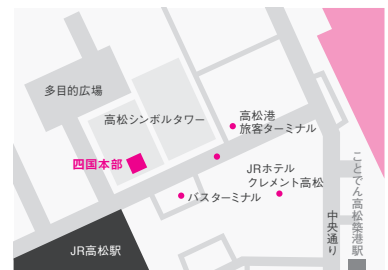 多目的広場
高松シンボルタワー
高松港
旅客ターミナル
四国本部
JRホテル
クレメント高松
バスターミナル
JR高松駅
中央通り
ことでん高松築港駅